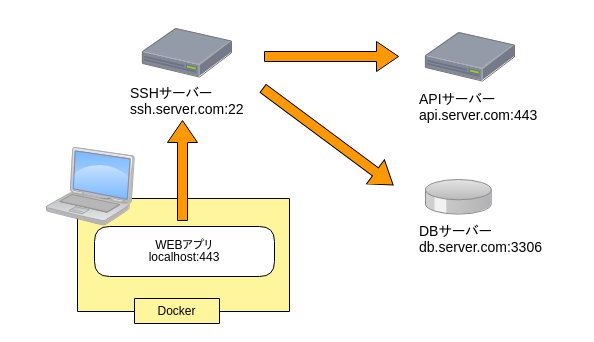 SSHサーバー
ssh.server.com:22
APIサーバー
api.server.com:443
DBサーバー
db.server.com:3306
WEBアプリ
localhost:443
Docker